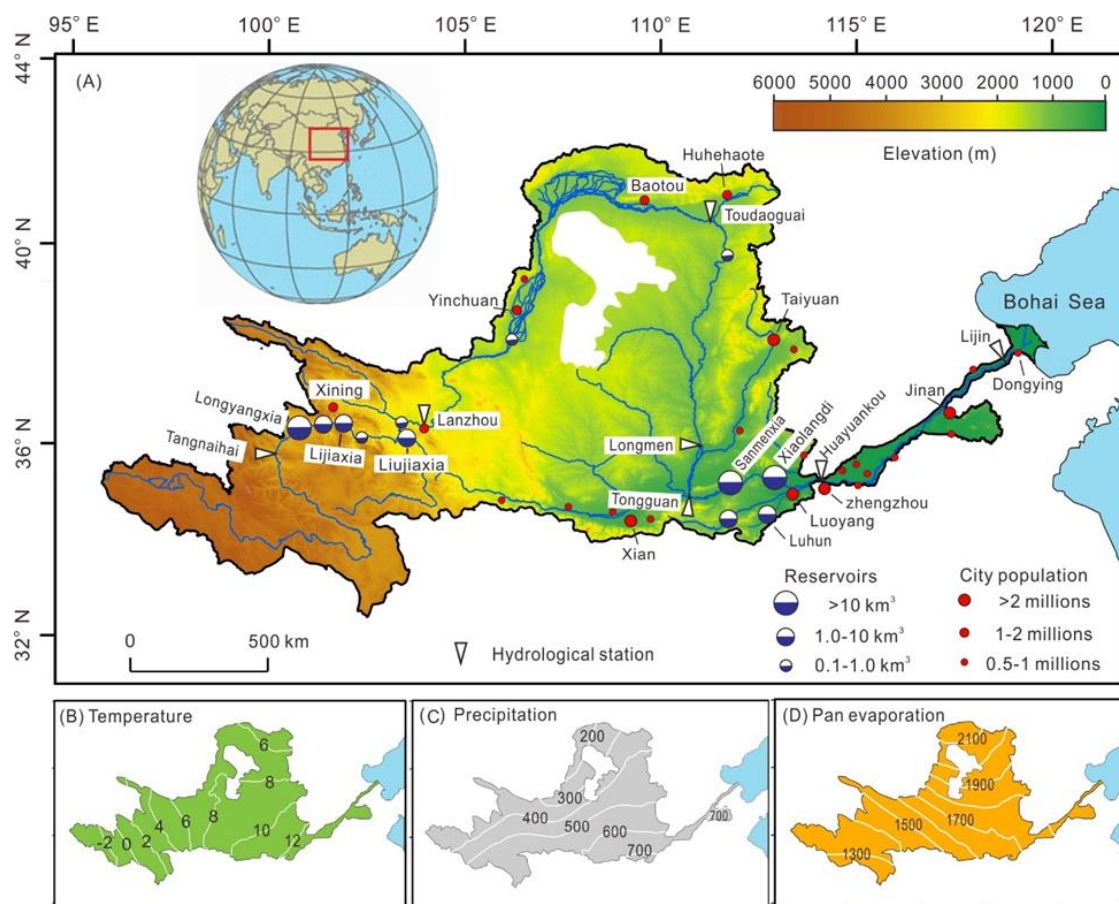 95° E 100° E 105° E 110° E 115° E 120° E
44° N
40° N
36° N
32° N
(A)
6000 5000 4000 3000 2000 1000 0
Elevation (m)
Huhehaote
Baotou
Toudaoguai
Yinchuan
Taiyuan
Bohai Sea
Lijin
Dongying
Jinan
Xining
Longyangxia
Lanzhou
Tangnaihai
Lijiaxia
Liujiaxia
Longmen
Sanmenxia
Xiaolangdi
Huayuankou
Tongguan
zhengzhou
Luoyang
Luhun
Xian
Reservoirs City population
>10 km³ >2 millions
1.0-10 km³ 1-2 millions
0.1-1.0 km³ 0.5-1 millions
0 500 km
Hydrological station
(B) Temperature
6
8
4 6 8
-2 0 2 10 12
(C) Precipitation
200
300
400 500 600 700
700
(D) Pan evaporation
2100
1900
1500 1700
1300